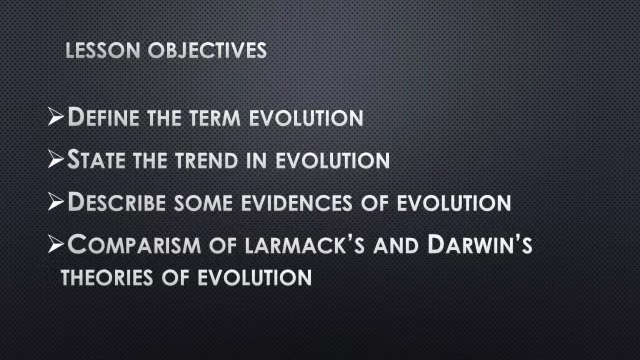 LESSON OBJECTIVES
➢DEFINE THE TERM EVOLUTION
➢STATE THE TREND IN EVOLUTION
➢DESCRIBE SOME EVIDENCES OF EVOLUTION
➢COMPARISM OF LARMACK'S AND DARWIN'S
THEORIES OF EVOLUTION